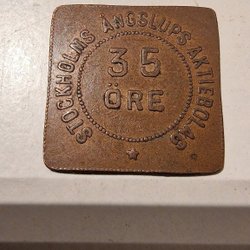 STOCKHOLMS ÅNGSLUPS AKTIEBOLAG
35
ÖRE